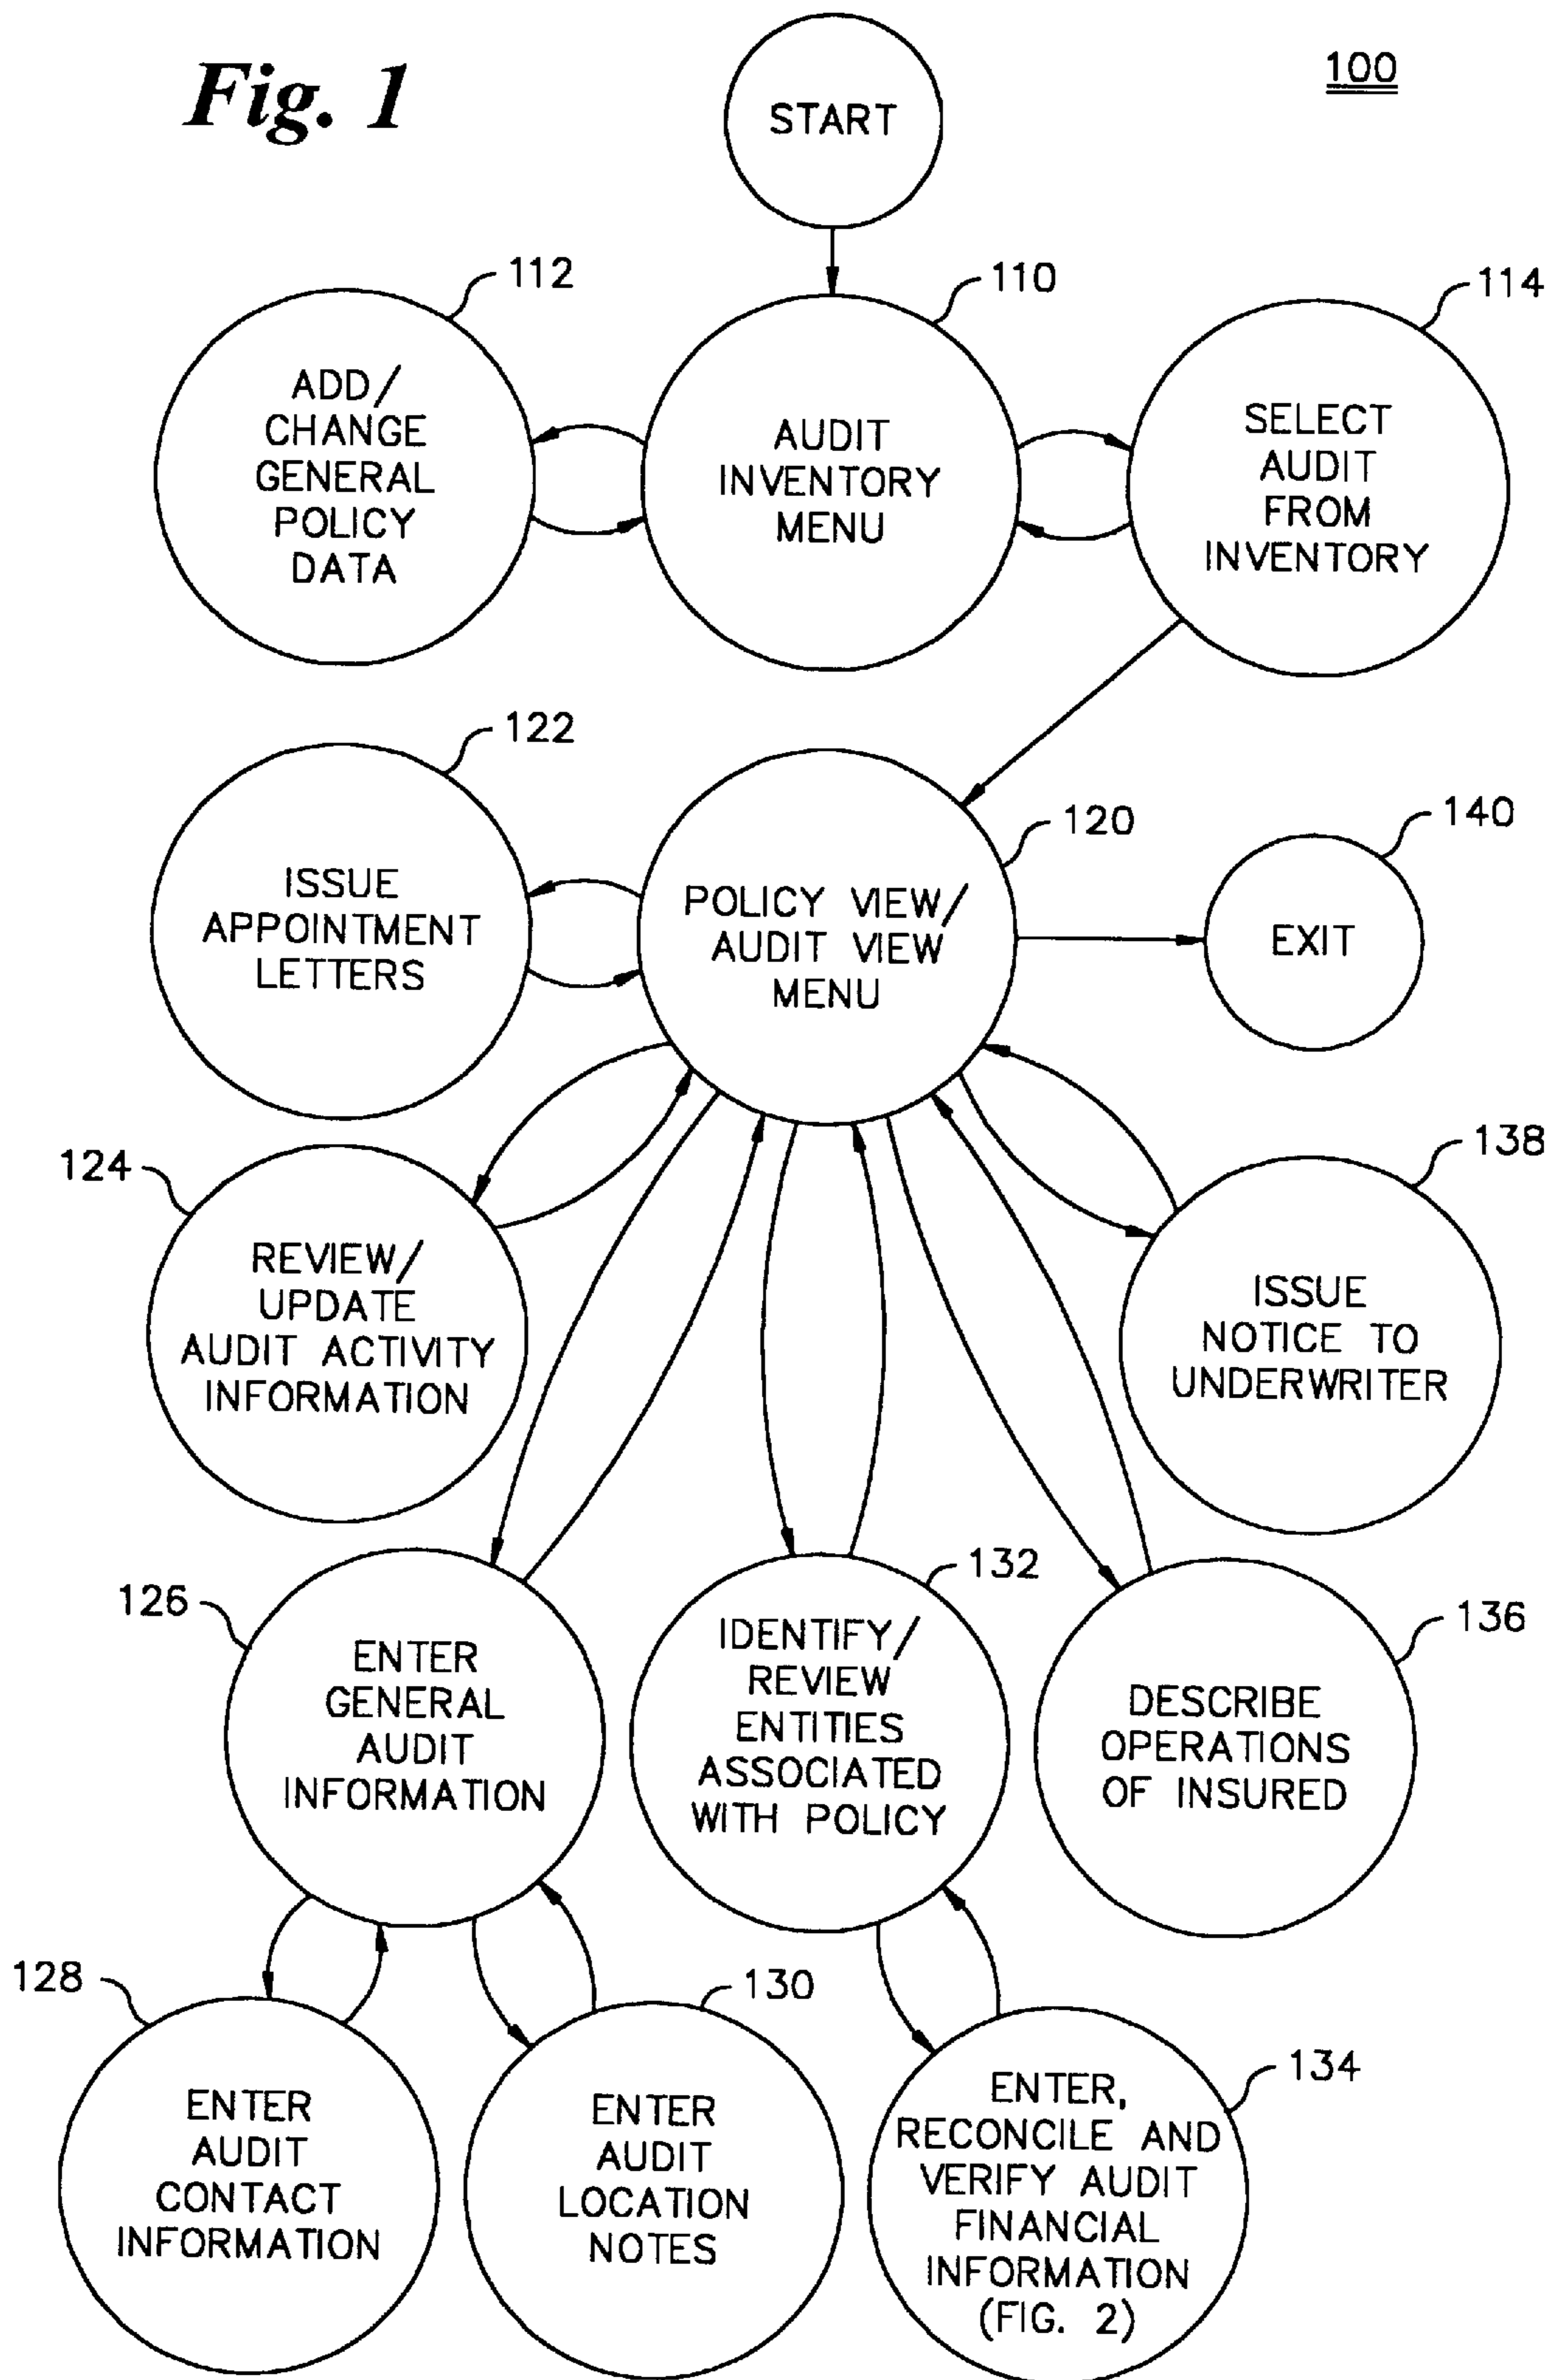 Fig. 1
100
START
112
110
114
ADD/
CHANGE
GENERAL
POLICY
DATA
AUDIT
INVENTORY
MENU
SELECT
AUDIT
FROM
INVENTORY
122
120
140
ISSUE
APPOINTMENT
LETTERS
POLICY VIEW/
AUDIT VIEW
MENU
EXIT
124
138
REVIEW/
UPDATE
AUDIT ACTIVITY
INFORMATION
ISSUE
NOTICE TO
UNDERWRITER
126
132
136
ENTER
GENERAL
AUDIT
INFORMATION
IDENTIFY/
REVIEW
ENTITIES
ASSOCIATED
WITH POLICY
DESCRIBE
OPERATIONS
OF INSURED
128
130
134
ENTER
AUDIT
CONTACT
INFORMATION
ENTER
AUDIT
LOCATION
NOTES
ENTER,
RECONCILE AND
VERIFY AUDIT
FINANCIAL
INFORMATION
(FIG. 2)